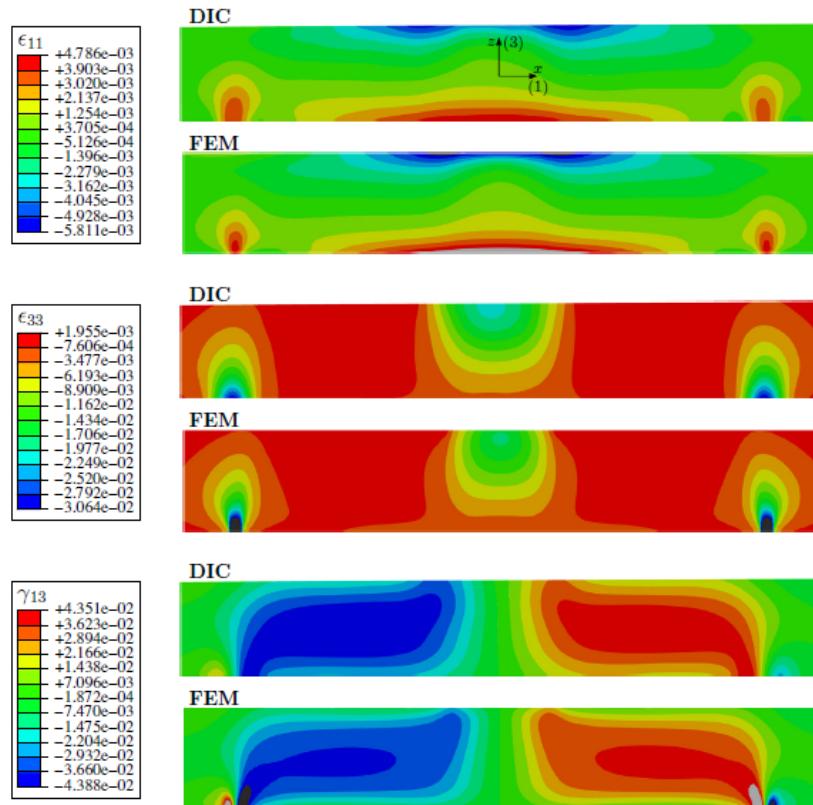 DIC
ϵ11
+4.786e−03
+3.903e−03
+3.020e−03
+2.137e−03
+1.254e−03
+3.705e−04
−5.126e−04
−1.396e−03
−2.279e−03
−3.162e−03
−4.045e−03
−4.928e−03
−5.811e−03
z (3)
x
(1)
FEM
DIC
ϵ33
+1.955e−03
−7.606e−04
−3.477e−03
−6.193e−03
−8.909e−03
−1.162e−02
−1.434e−02
−1.706e−02
−1.977e−02
−2.249e−02
−2.520e−02
−2.792e−02
−3.064e−02
FEM
DIC
γ13
+4.351e−02
+3.623e−02
+2.894e−02
+2.166e−02
+1.438e−02
+7.096e−03
−1.872e−04
−7.470e−03
−1.475e−02
−2.204e−02
−2.932e−02
−3.660e−02
−4.388e−02
FEM